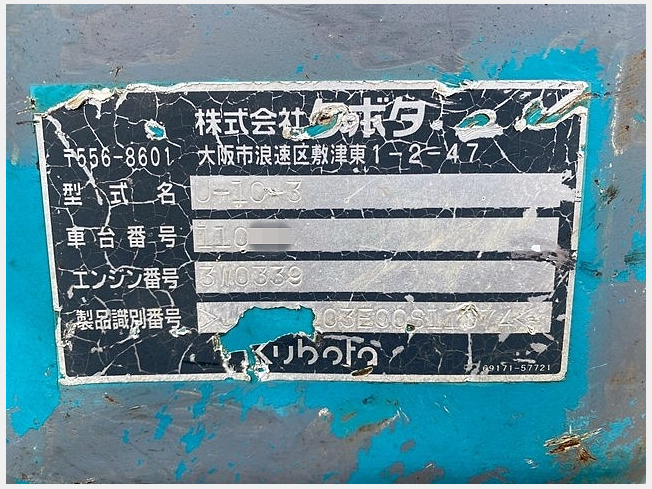 株式会社クボタ
〒556-8601 大阪市浪速区敷津東1-2-47
型式名 U-10-3
車台番号 110
エンジン番号 3W0339
製品識別番号
Kubota
69171-57721